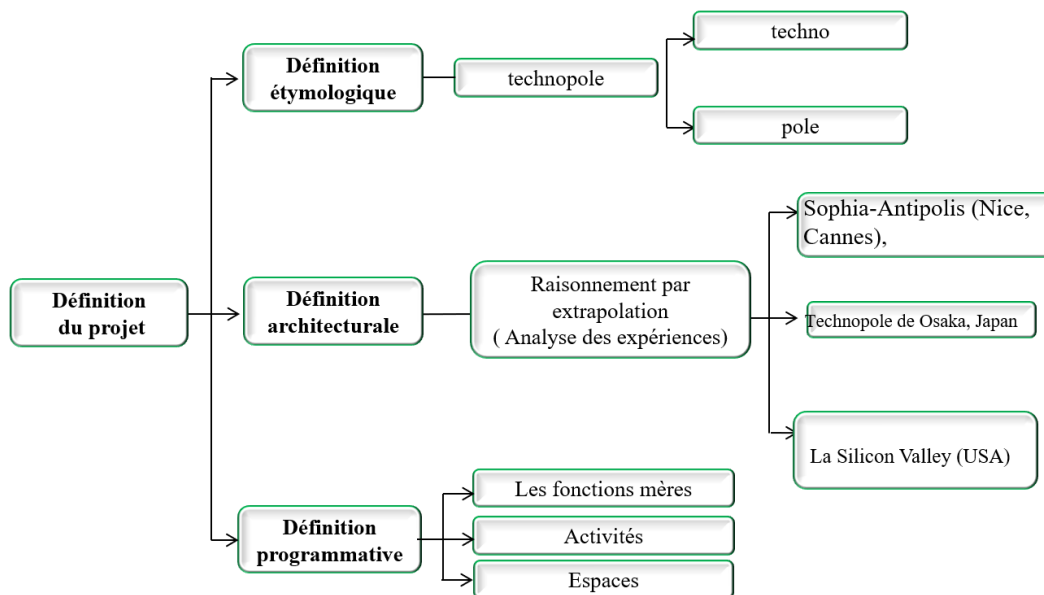 Définition
étymologique
technopole
techno
pole
Définition
du projet
Définition
architecturale
Raisonnement par
extrapolation
( Analyse des expériences)
Sophia-Antipolis (Nice,
Cannes),
Technopole de Osaka, Japan
La Silicon Valley (USA)
Définition
programmative
Les fonctions mères
Activités
Espaces